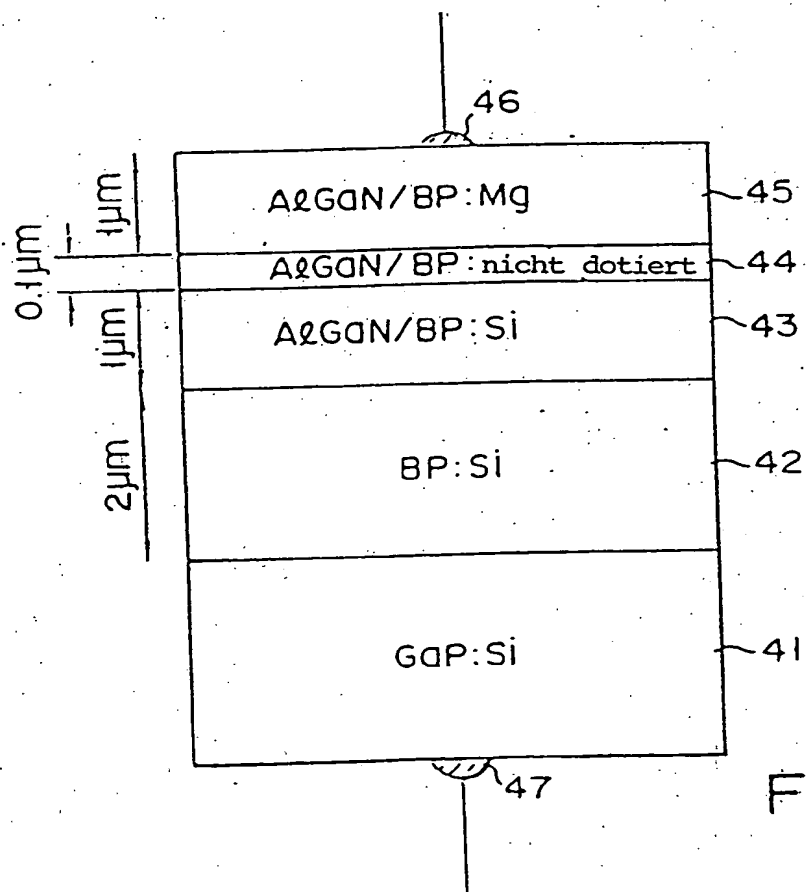 46
AlGaN/BP:Mg
45
1μm
AlGaN/BP:nicht dotiert
44
0.1μm
AlGaN/BP:Si
43
1μm
BP:Si
42
2μm
GaP:Si
41
47
F